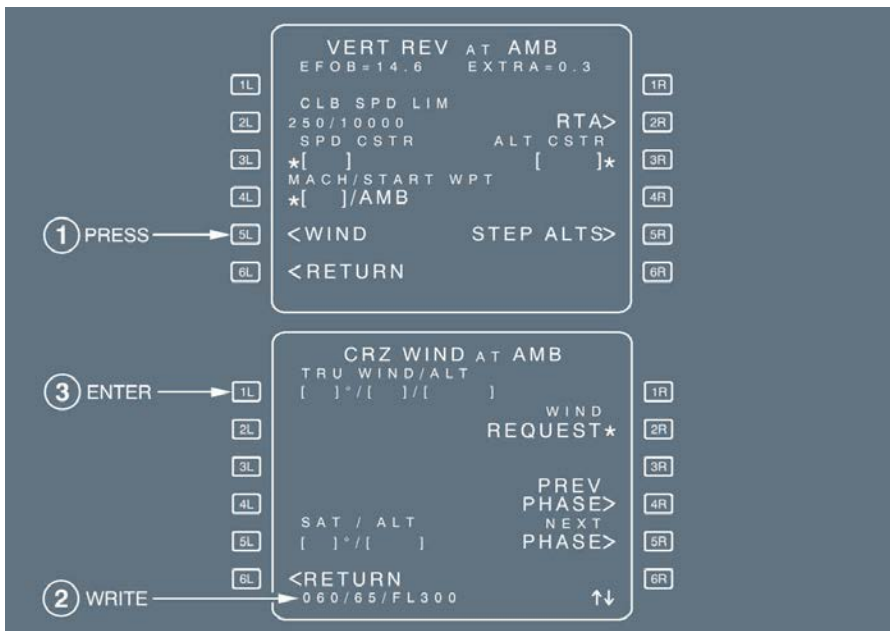 VERT REV AT AMB
EFOB=14.6 EXTRA=0.3
1L 1R
CLB SPD LIM
2L 250/10000 RTA> 2R
SPD CSTR ALT CSTR
3L *[ ] [ ]* 3R
MACH/START WPT
4L *[ ]/AMB 4R
1 PRESS 5L <WIND STEP ALTS> 5R
6L <RETURN 6R
CRZ WIND AT AMB
TRU WIND/ALT
3 ENTER 1L [ ]°/[ ]/[ ] 1R
WIND
2L REQUEST* 2R
3L 3R
PREV
4L PHASE> 4R
SAT / ALT NEXT
5L [ ]°/[ ] PHASE> 5R
6L <RETURN 6R
2 WRITE 060/65/FL300 ↑↓